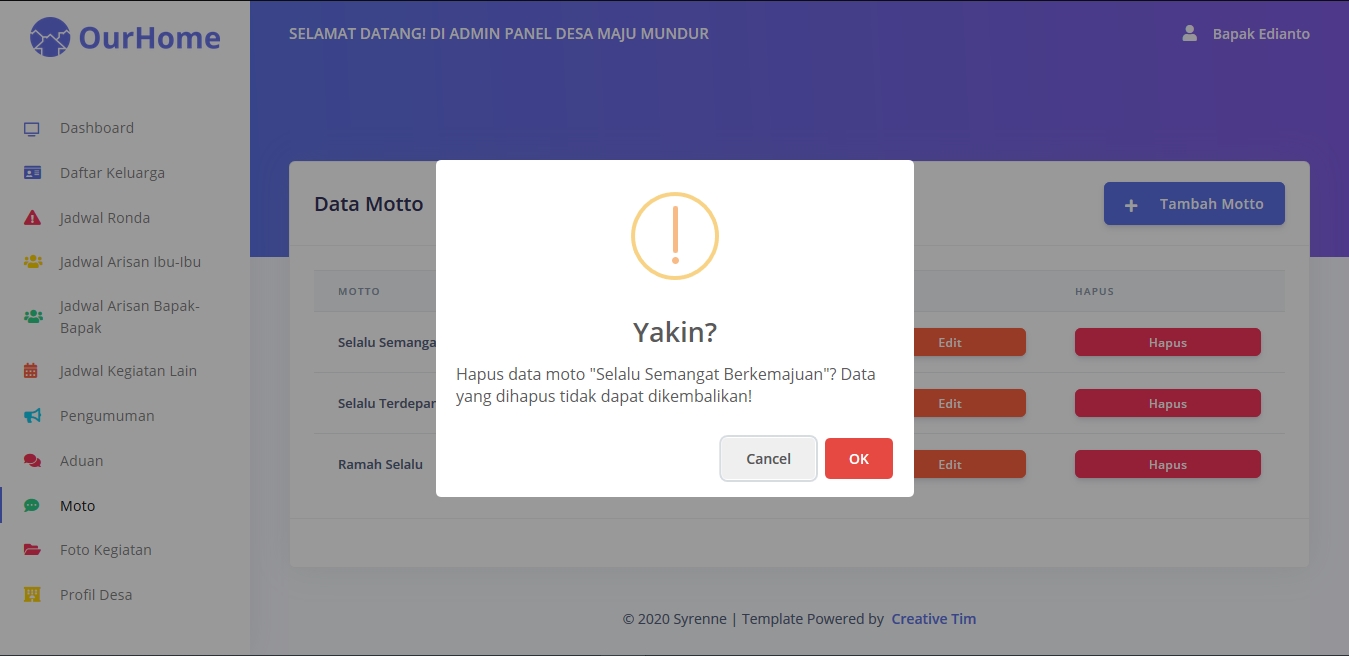 OurHome
SELAMAT DATANG! DI ADMIN PANEL DESA MAJU MUNDUR
Bapak Edianto
Dashboard
Daftar Keluarga
Jadwal Ronda
Jadwal Arisan Ibu-Ibu
Jadwal Arisan Bapak-
Bapak
Jadwal Kegiatan Lain
Pengumuman
Aduan
Moto
Foto Kegiatan
Profil Desa
Data Motto
+ Tambah Motto
MOTTO
HAPUS
Selalu
Edit
Hapus
Selalu
Edit
Hapus
Ramah Selalu
Edit
Hapus
Yakin?
Hapus data moto "Selalu Semangat Berkemajuan"? Data
yang dihapus tidak dapat dikembalikan!
Cancel
OK
© 2020 Syrenne | Template Powered by Creative Tim